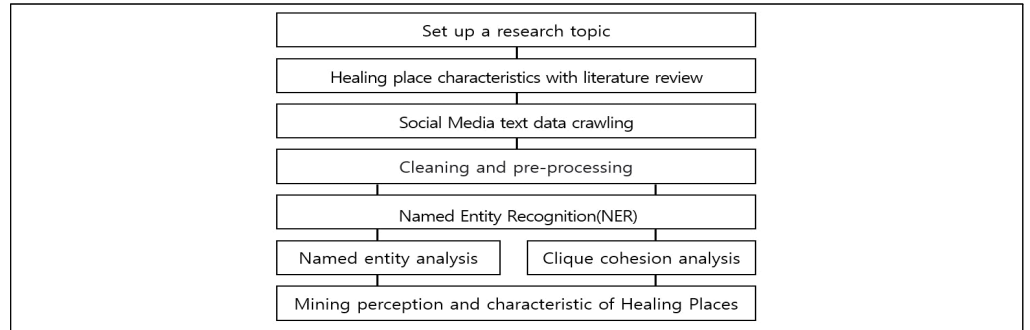 Set up a research topic
Healing place characteristics with literature review
Social Media text data crawling
Cleaning and pre-processing
Named Entity Recognition(NER)
Named entity analysis
Clique cohesion analysis
Mining perception and characteristic of Healing Places